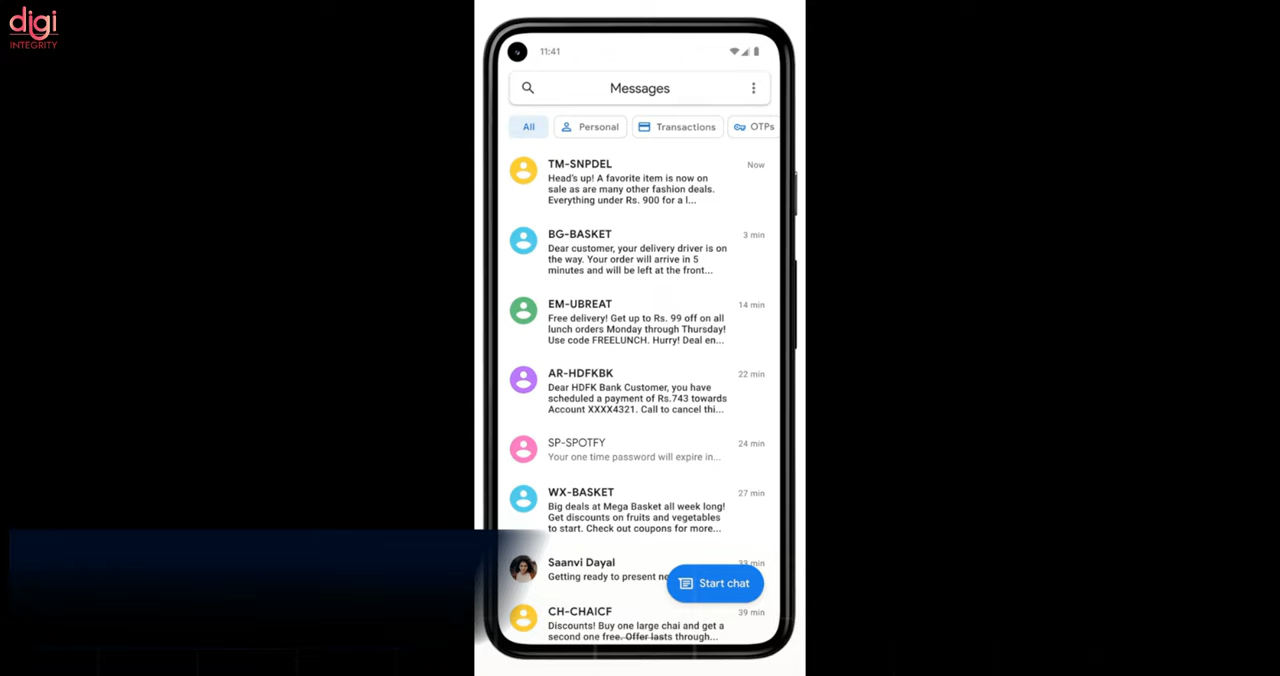 digi
INTEGRITY
11:41
Messages
All
Personal
Transactions
OTPs
TM-SNPDEL
Now
Head's up! A favorite item is now on
sale as are many other fashion deals.
Everything under Rs. 900 for a l...
BG-BASKET
3 min
Dear customer, your delivery driver is on
the way. Your order will arrive in 5
minutes and will be left at the front...
EM-UBREAT
14 min
Free delivery! Get up to Rs. 99 off on all
lunch orders Monday through Thursday!
Use code FREELUNCH. Hurry! Deal en...
AR-HDFKBK
22 min
Dear HDFK Bank Customer, you have
scheduled a payment of Rs.743 towards
Account XXXX4321. Call to cancel thi...
SP-SPOTFY
24 min
Your one time password will expire in...
WX-BASKET
27 min
Big deals at Mega Basket all week long!
Get discounts on fruits and vegetables
to start. Check out coupons for more...
Saanvi Dayal
33 min
Getting ready to present ne
Start chat
CH-CHAICF
39 min
Discounts! Buy one large chai and get a
second one free. Offer lasts through...